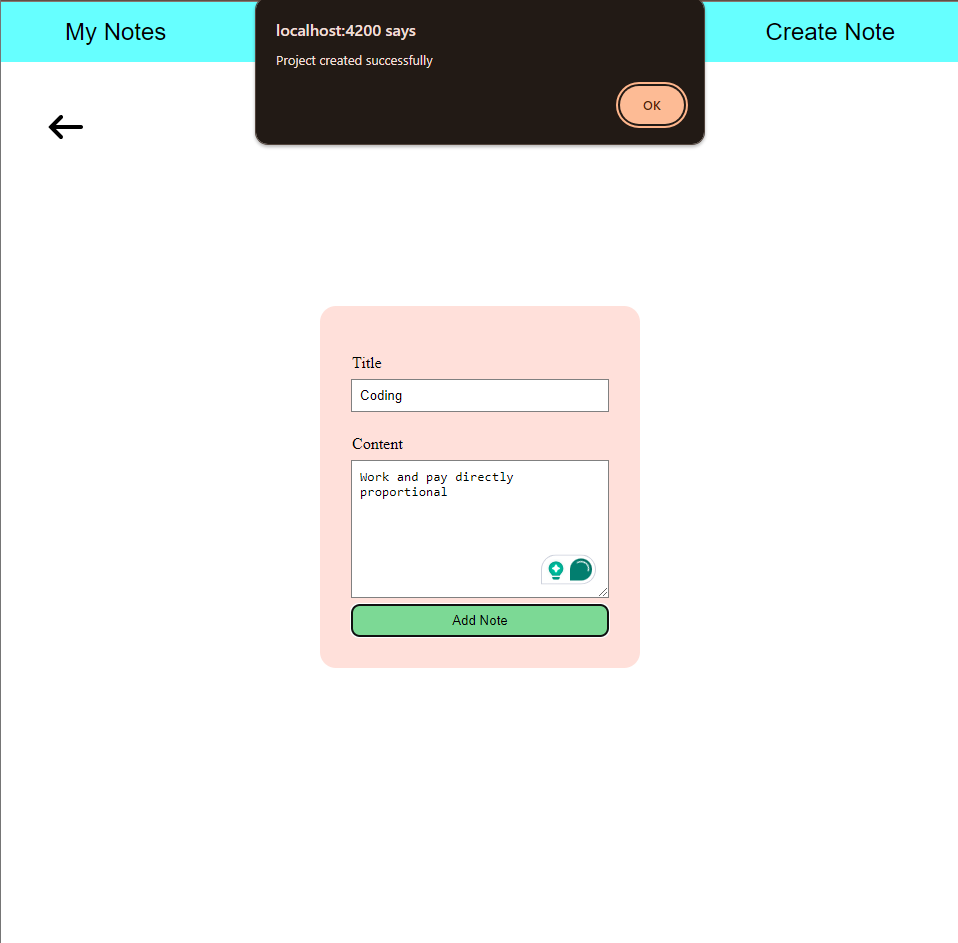 My Notes
localhost:4200 says
Project created successfully
OK
Create Note
Title
Coding
Content
Work and pay directly
proportional
Add Note